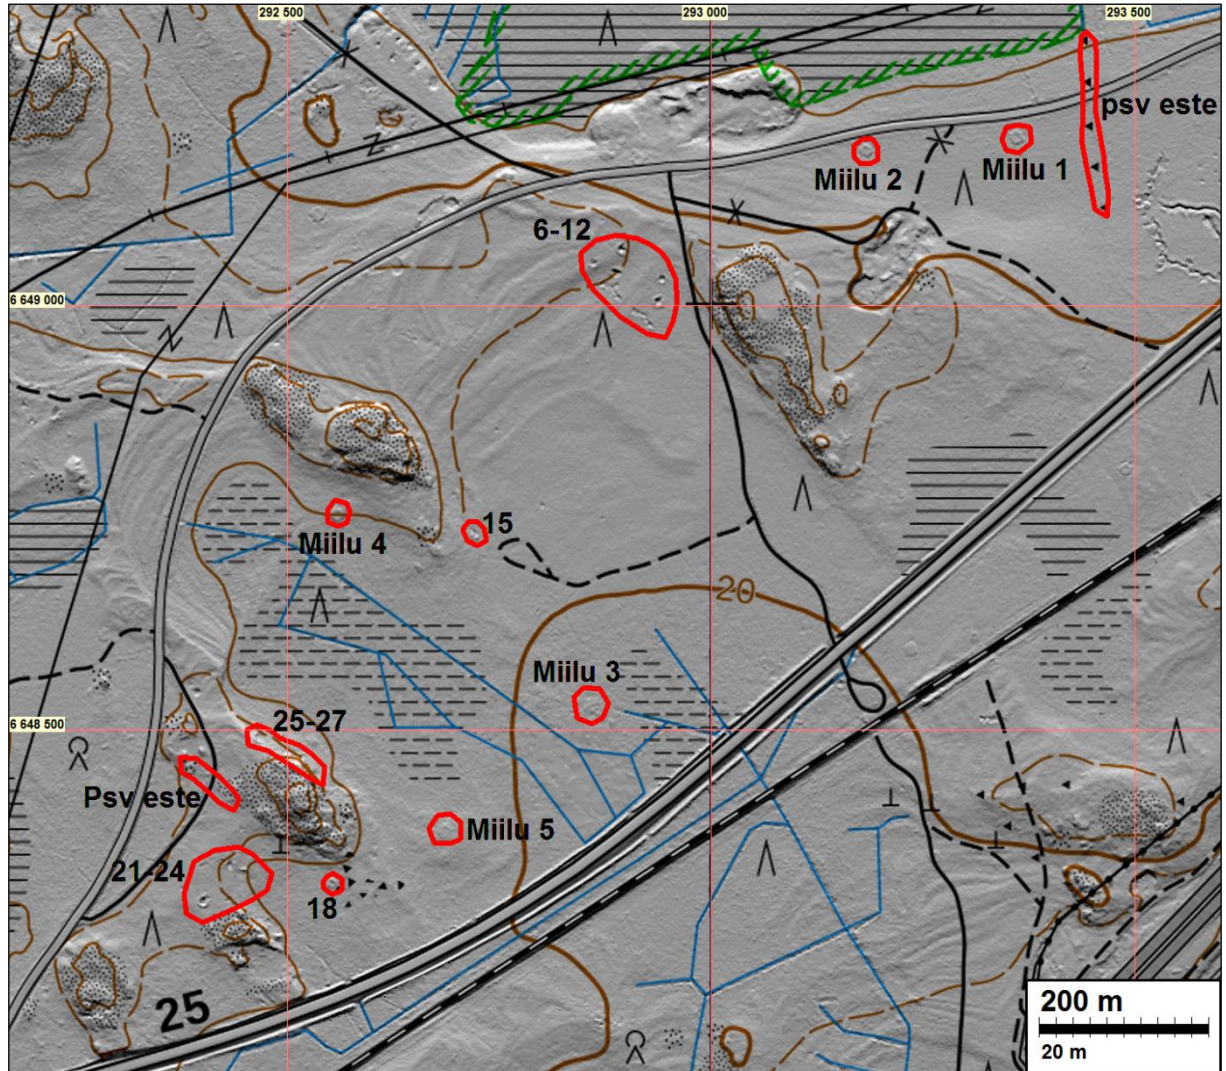 292 500
293 000
293 500
psv este
Miilu 2
Miilu 1
6-12
6 649 000
15
Miilu 4
20
Miilu 3
6 648 500
25-27
Psv este
Miilu 5
21-24
18
25
200 m
20 m